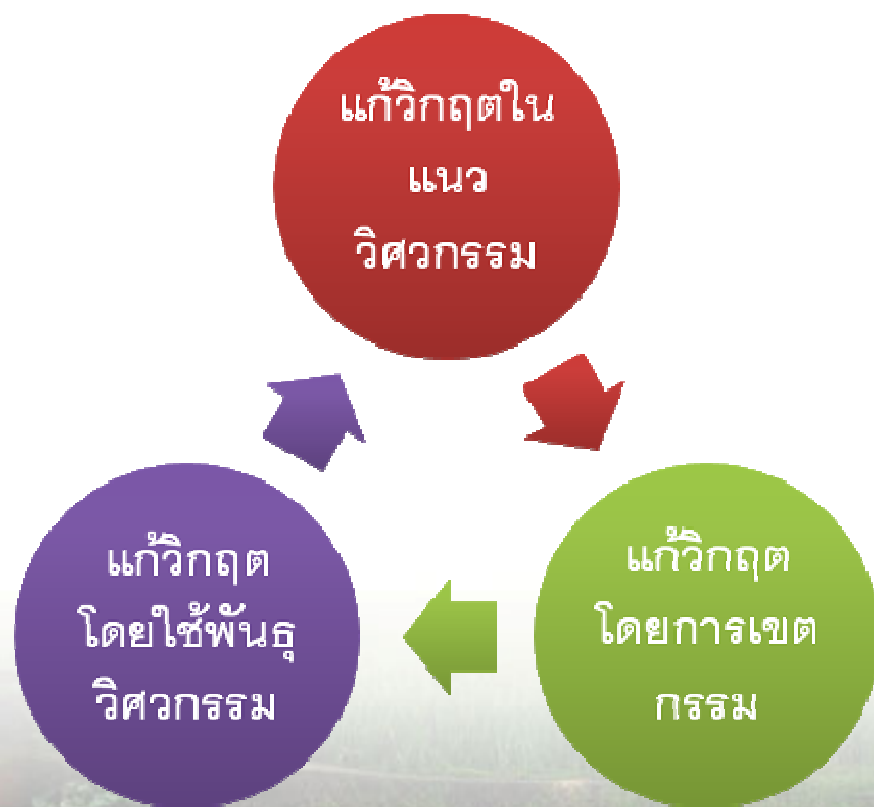 แก้วิกฤตใน
แนว
วิศวกรรม
แก้วิกฤต
โดยการเขต
กรรม
แก้วิกฤต
โดยใช้พันธุ
วิศวกรรม